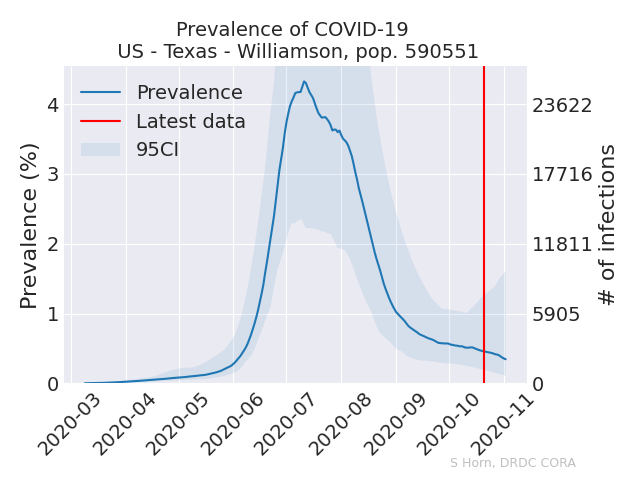 Prevalence of COVID-19
US - Texas - Williamson, pop. 590551
Prevalence
Latest data
95CI
Prevalence (%)
4
3
2
1
0
23622
17716
11811
5905
0
# of infections
2020-03
2020-04
2020-05
2020-06
2020-07
2020-08
2020-09
2020-10
2020-11
S Horn, DRDC CORA